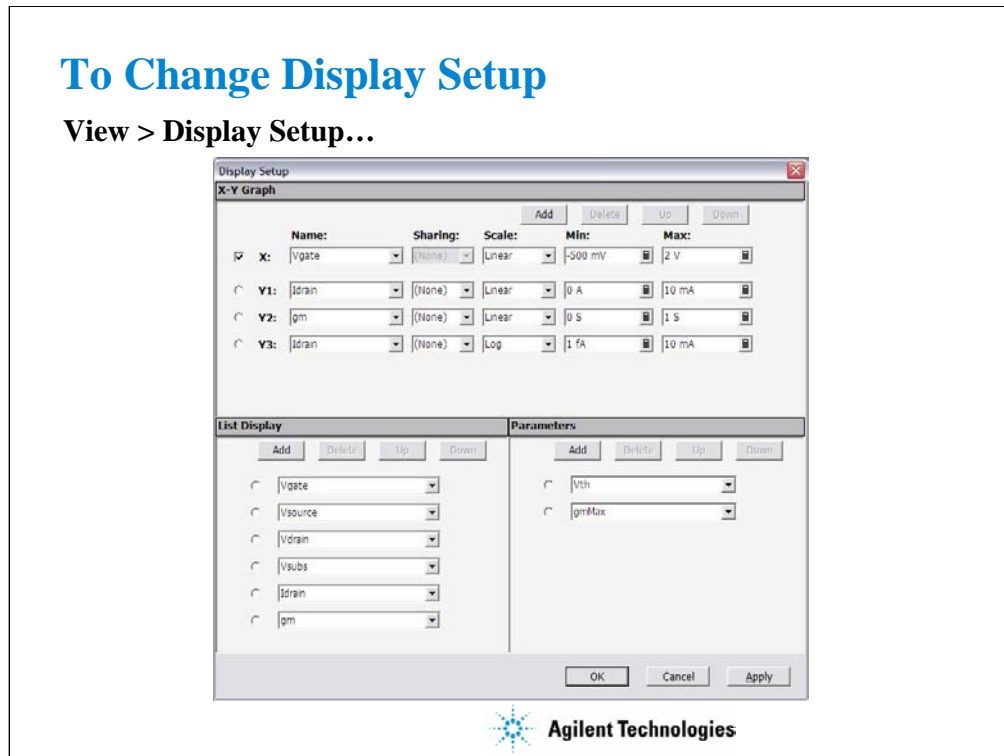 To Change Display Setup
View > Display Setup…
Display Setup
X-Y Graph
Add Delete Up Down
Name: Sharing: Scale: Min: Max:
X: Vgate (None) Linear -500 mV 2 V
Y1: Idrain (None) Linear 0 A 10 mA
Y2: gm (None) Linear 0 S 1 S
Y3: Idrain (None) Log 1 fA 10 mA
List Display
Add Delete Up Down
Vgate
Vsource
Vdrain
Vsubs
Idrain
gm
Parameters
Add Delete Up Down
Vth
gmMax
OK Cancel Apply
Agilent Technologies